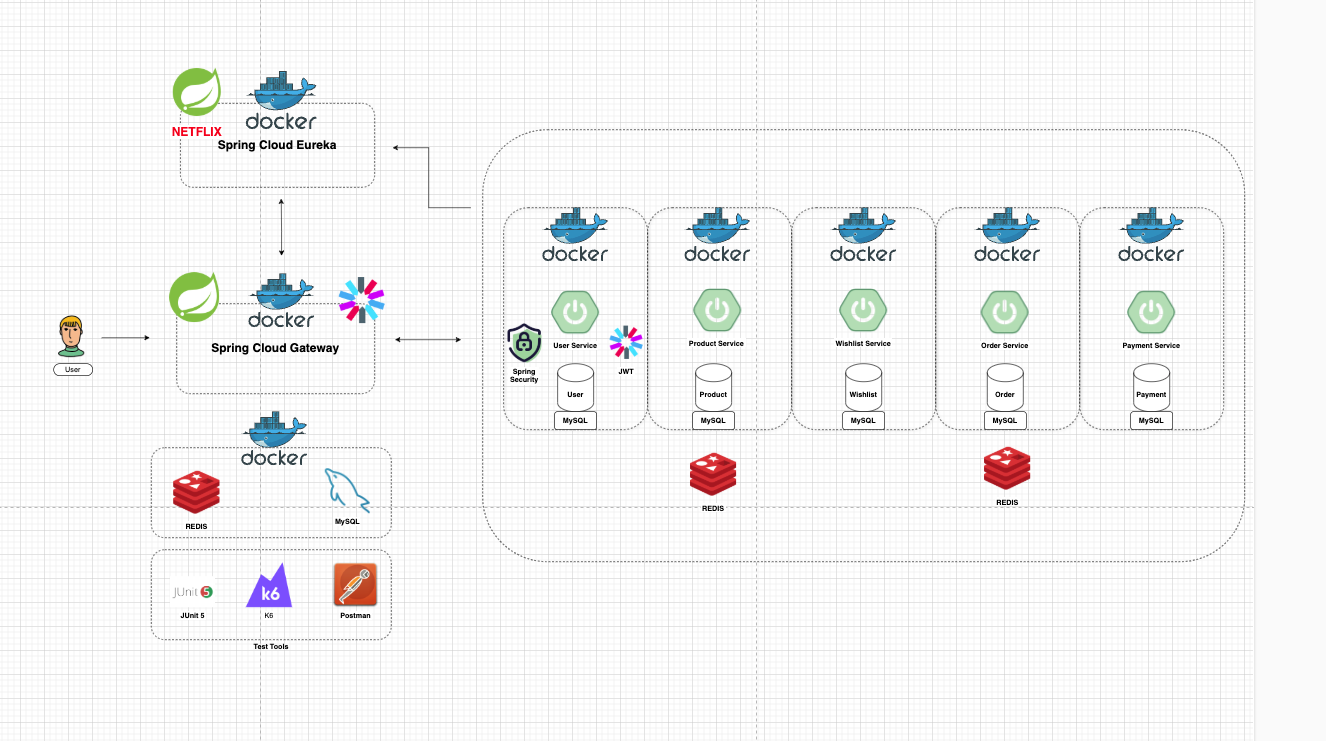 docker
NETFLIX
Spring Cloud Eureka
docker
Spring Cloud Gateway
User
docker
REDIS
MySQL
JUnit 5
JUnit 5
k6
K6
Postman
Test Tools
docker
User Service
Spring
Security
JWT
User
MySQL
docker
Product Service
Product
MySQL
REDIS
docker
Wishlist Service
Wishlist
MySQL
docker
Order Service
Order
MySQL
REDIS
docker
Payment Service
Payment
MySQL